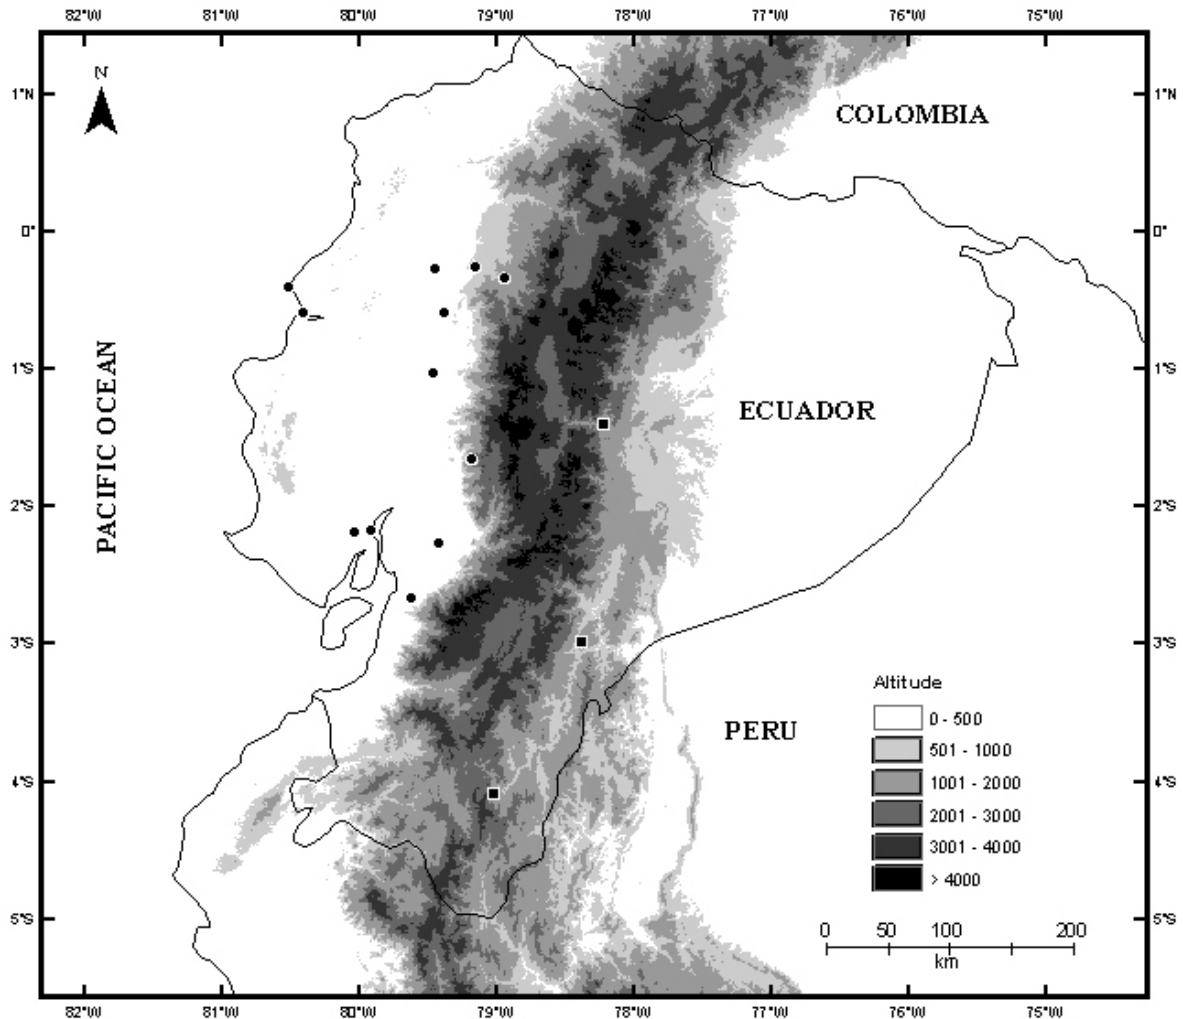 82°W 81°W 80°W 79°W 78°W 77°W 76°W 75°W
N
1°N 1°N
COLOMBIA
0° 0°
PACIFIC OCEAN
1°S 1°S
ECUADOR
2°S 2°S
3°S 3°S
Altitude
0 - 500
PERU
501 - 1000
4°S 4°S
1001 - 2000
2001 - 3000
3001 - 4000
> 4000
5°S 5°S
0 50 100 200
km
82°W 81°W 80°W 79°W 78°W 77°W 76°W 75°W